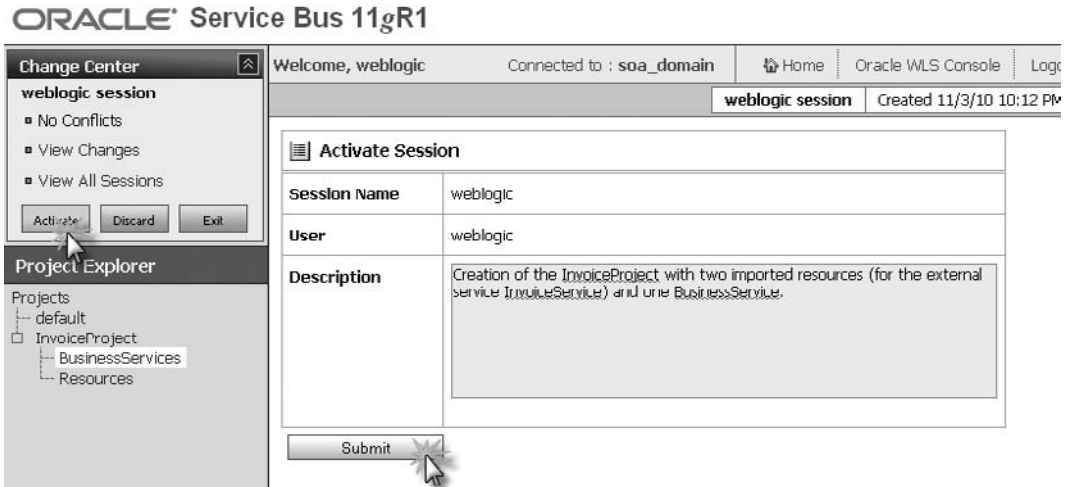 ORACLE® Service Bus 11gR1
Change Center
weblogic session
No Conflicts
View Changes
View All Sessions
Activate Discard Exit
Project Explorer
Projects
default
InvoiceProject
BusinessServices
Resources
Welcome, weblogic Connected to : soa_domain Home Oracle WLS Console Logo
weblogic session Created 11/3/10 10:12 PM
Activate Session
Session Name weblogic
User weblogic
Description Creation of the InvoiceProject with two imported resources (for the external
service InvoiceService) and one BusinessService.
Submit